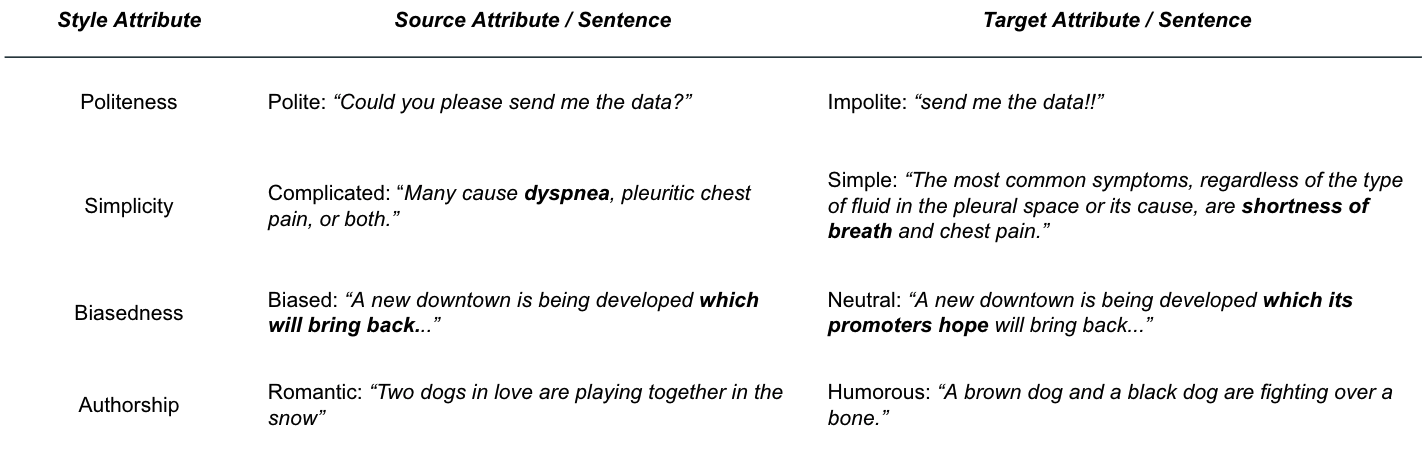 Style Attribute Source Attribute / Sentence Target Attribute / Sentence
Politeness Polite: “Could you please send me the data?” Impolite: “send me the data!!”
Simplicity
Complicated: “Many cause dyspnea, pleuritic chest
pain, or both.”
Simple: “The most common symptoms, regardless of the type
of fluid in the pleural space or its cause, are shortness of
breath and chest pain.”
Biasedness
Biased: “A new downtown is being developed which
will bring back...”
Neutral: “A new downtown is being developed which its
promoters hope will bring back...”
Authorship
Romantic: “Two dogs in love are playing together in the
snow”
Humorous: “A brown dog and a black dog are fighting over a
bone.”